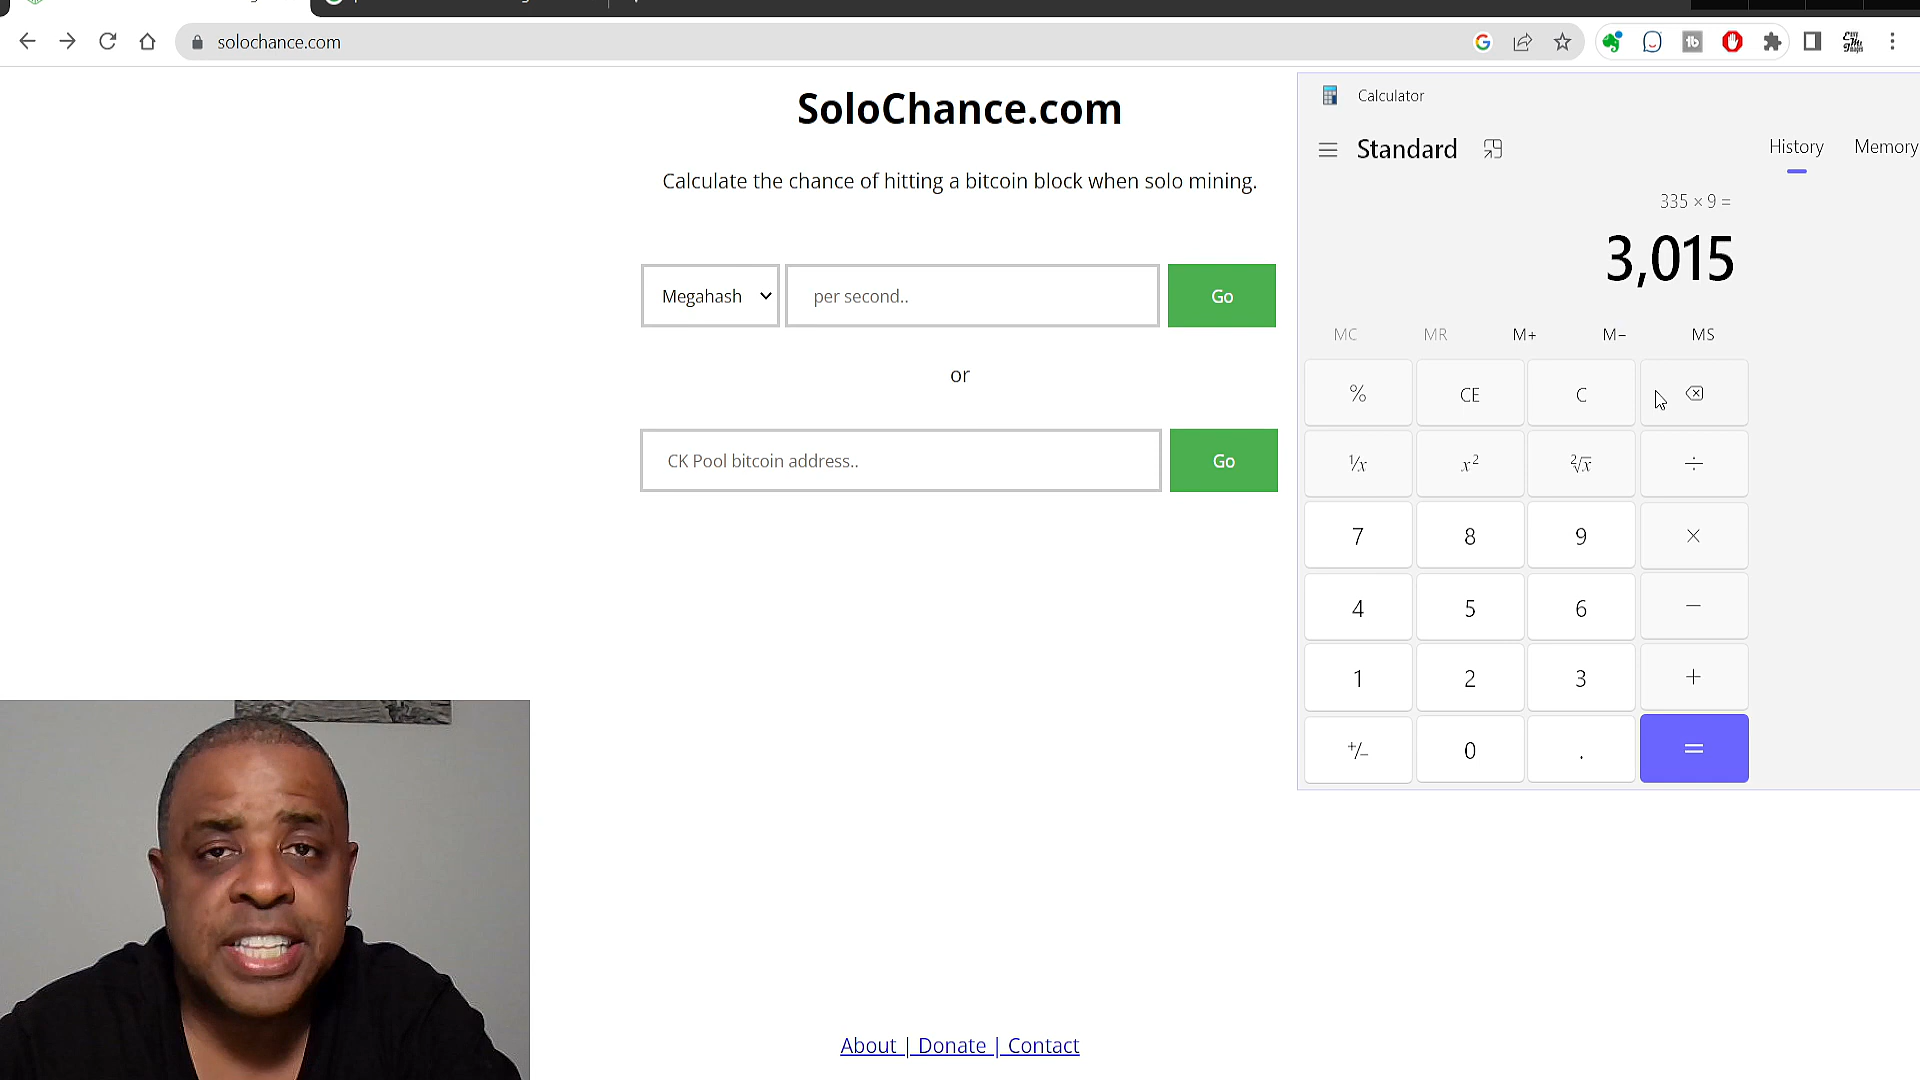 solochance.com
SoloChance.com
Calculate the chance of hitting a bitcoin block when solo mining.
Megahash
per second..
Go
or
CK Pool bitcoin address..
Go
About | Donate | Contact
Calculator
Standard
History
Memory
335 × 9 =
3,015
MC
MR
M+
M−
MS
%
CE
C
⅟x
x²
²√x
÷
7
8
9
×
4
5
6
−
1
2
3
+
+/−
0
.
=